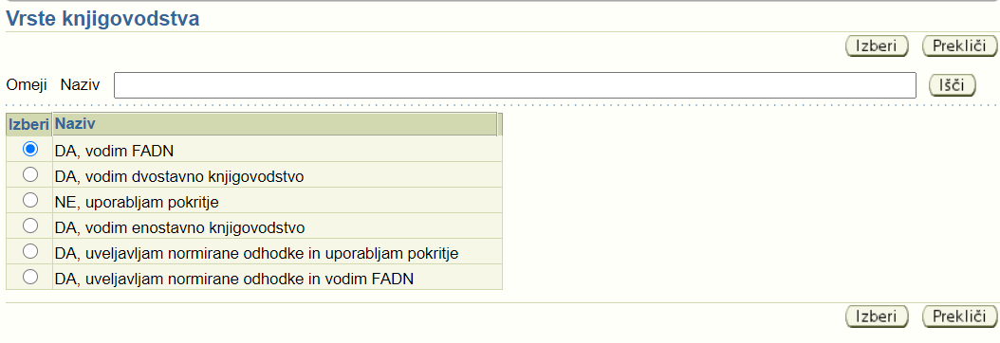 Vrste knjigovodstva
Izberi Prekliči
Omeji Naziv Išči
Izberi Naziv
DA, vodim FADN
DA, vodim dvostavno knjigovodstvo
NE, uporabljam pokritje
DA, vodim enostavno knjigovodstvo
DA, uveljavljam normirane odhodke in uporabljam pokritje
DA, uveljavljam normirane odhodke in vodim FADN
Izberi Prekliči